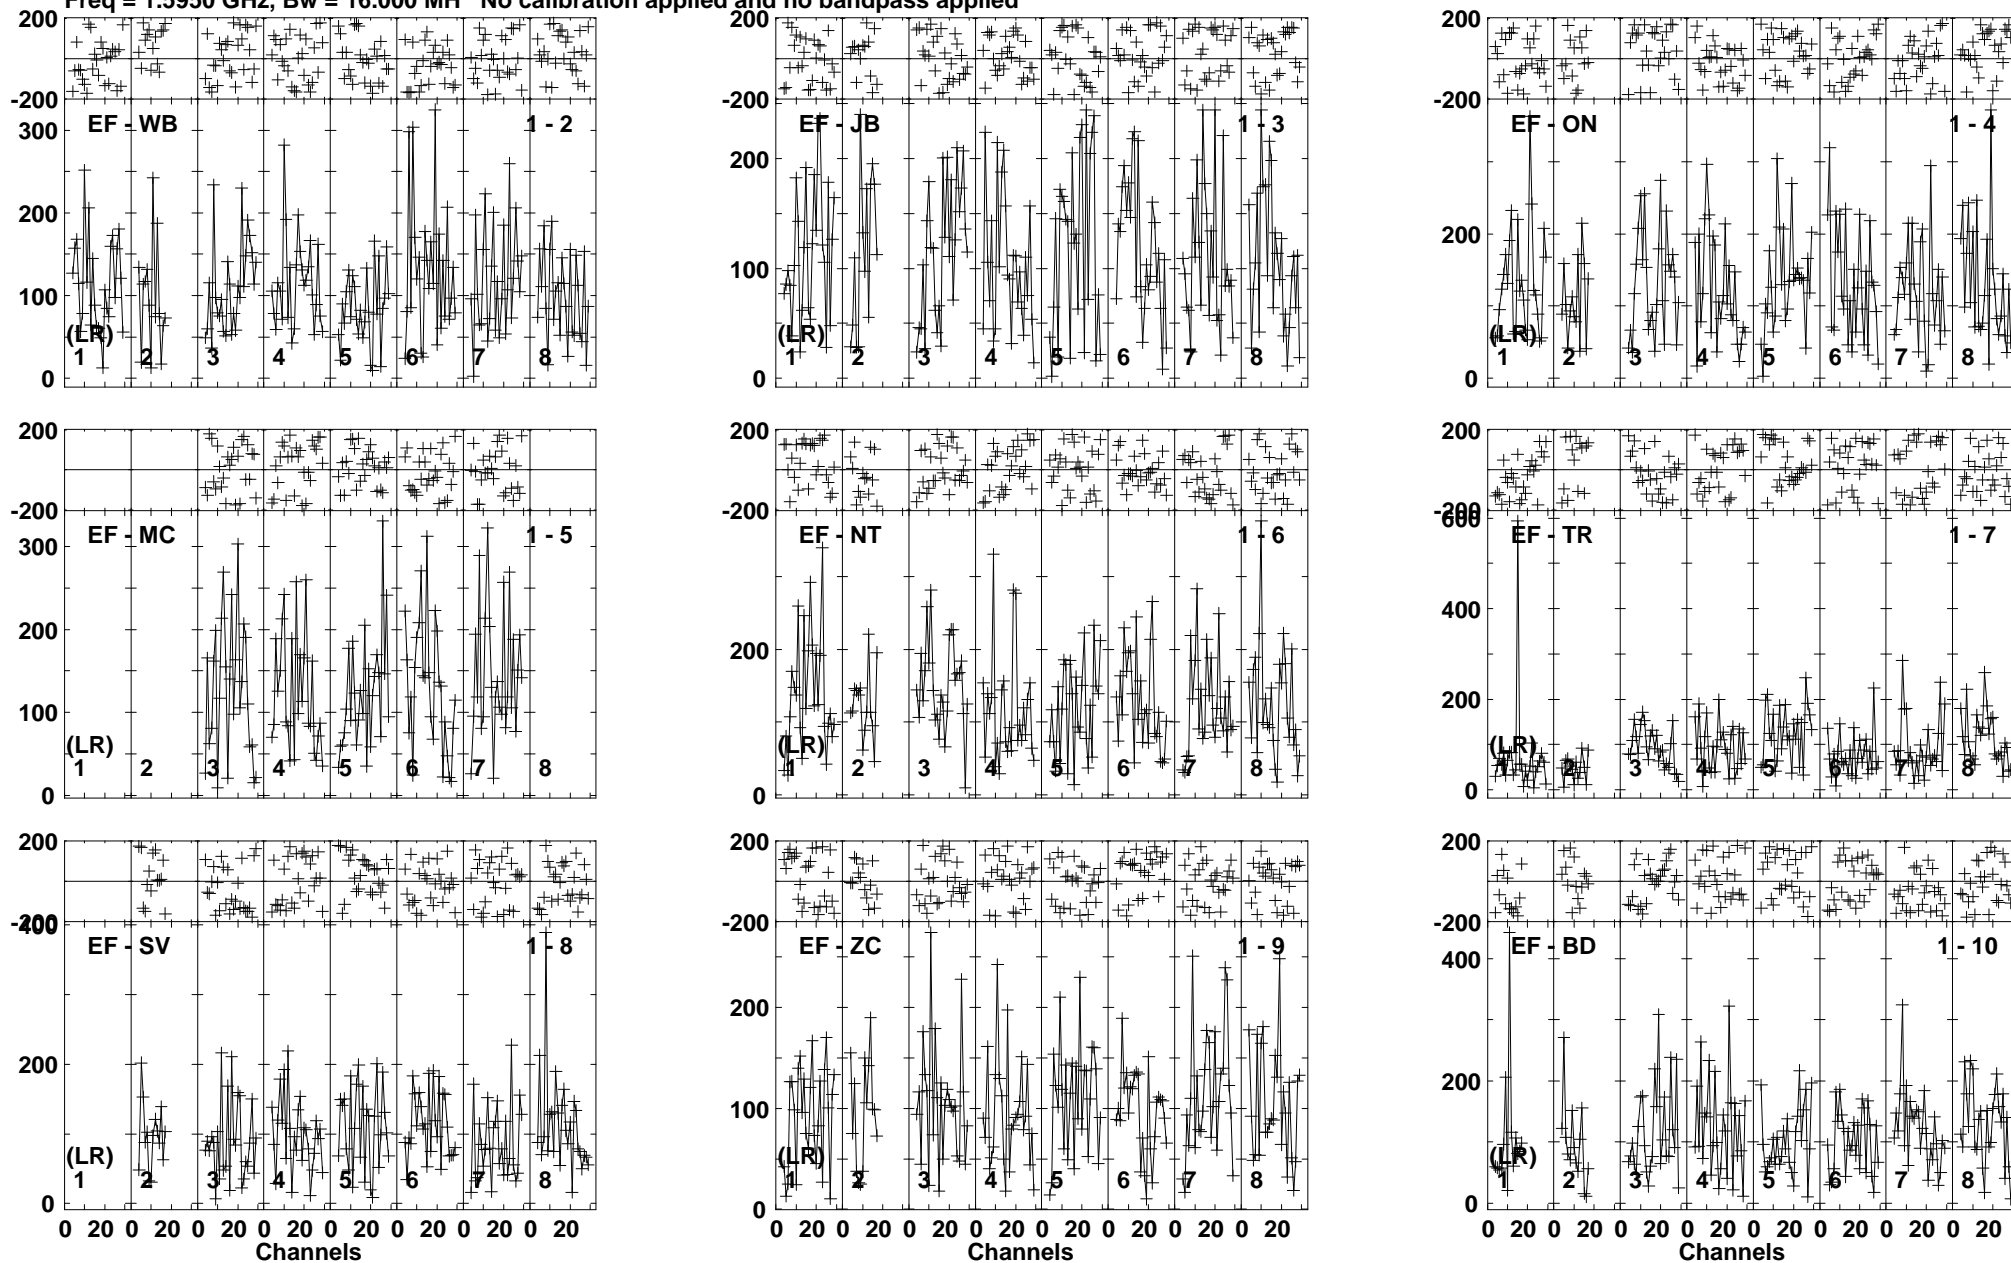 Freq = 1.5950 GHz, Bw = 16.000 MH No calibration applied and no bandpass applied
200
-200
300
200
100
0
EF - WB
1 - 2
(LR)
1 2 3 4 5 6 7 8
200
-200
200
100
0
EF - JB
1 - 3
(LR)
1 2 3 4 5 6 7 8
200
-200
200
0
EF - ON
1 - 4
(LR)
1 2 3 4 5 6 7 8
200
-200
300
200
100
0
EF - MC
1 - 5
(LR)
1 2 3 4 5 6 7 8
200
-200
200
0
EF - NT
1 - 6
(LR)
1 2 3 4 5 6 7 8
200
-200
600
400
200
0
EF - TR
1 - 7
(LR)
1 2 3 4 5 6 7 8
200
-200
400
200
0
EF - SV
1 - 8
(LR)
1 2 3 4 5 6 7 8
0 20 0 20 0 20 0 20 0 20 0 20 0 20 0 20
Channels
200
-200
200
100
0
EF - ZC
1 - 9
(LR)
1 2 3 4 5 6 7 8
0 20 0 20 0 20 0 20 0 20 0 20 0 20 0 20
Channels
200
-200
400
200
0
EF - BD
1 - 10
(LR)
1 2 3 4 5 6 7 8
0 20 0 20 0 20 0 20 0 20 0 20 0 20 0 20
Channels